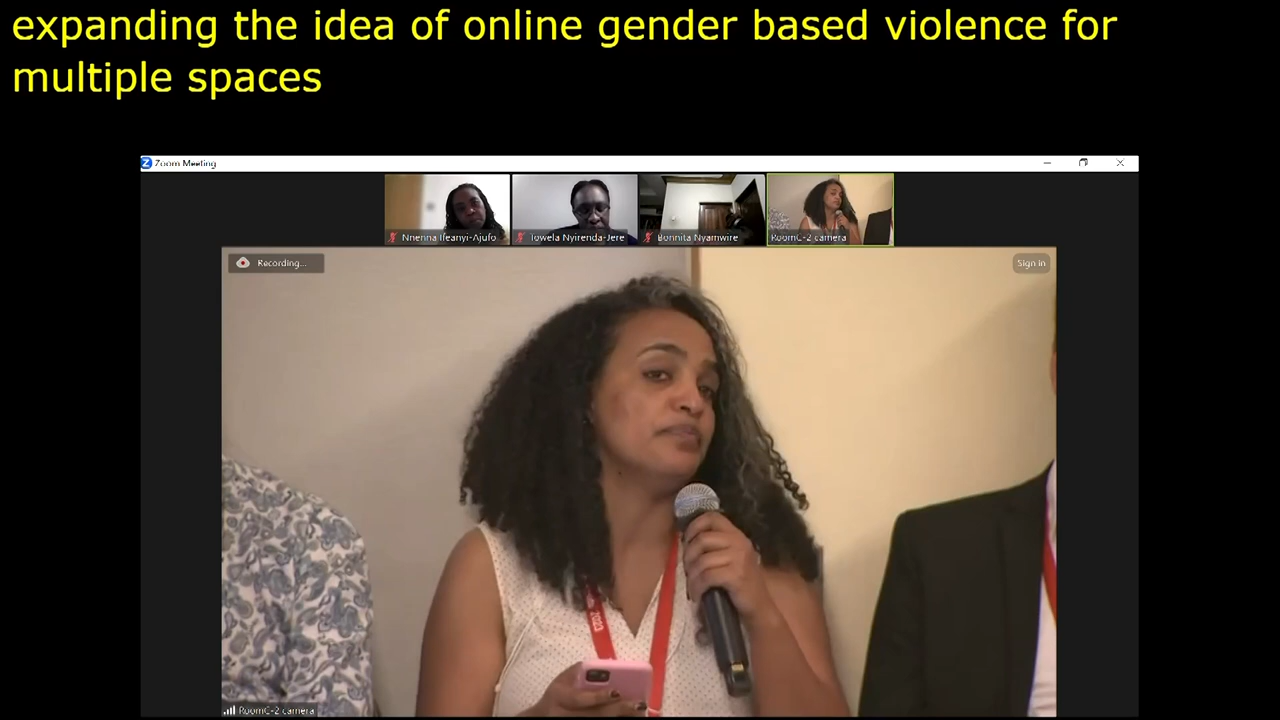 expanding the idea of online gender based violence for
multiple spaces
Zoom Meeting
Nnenna Ifeanyi-Ajufo
Towela Nyirenda-Jere
Bonnita Nyamwire
RoomC-2 camera
Recording...
Sign in
2023
RoomC-2 camera